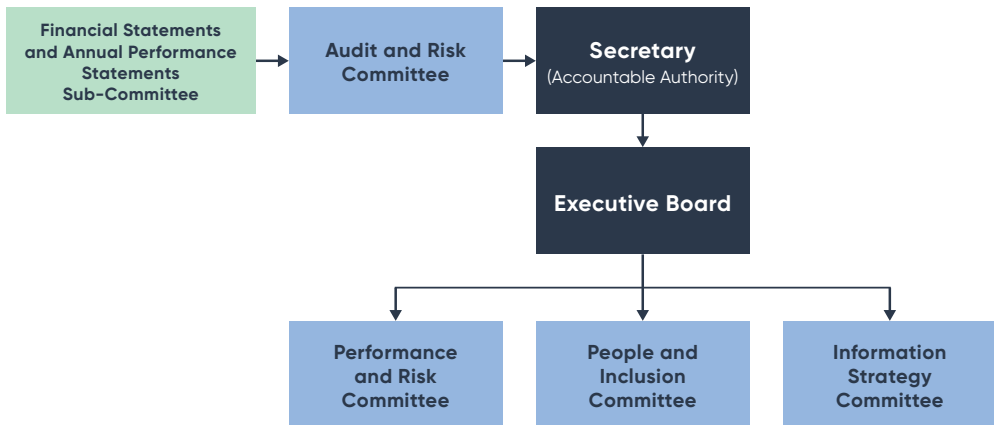 Financial Statements
and Annual Performance
Statements
Sub-Committee
Audit and Risk
Committee
Secretary
(Accountable Authority)
Executive Board
Performance
and Risk
Committee
People and
Inclusion
Committee
Information
Strategy
Committee